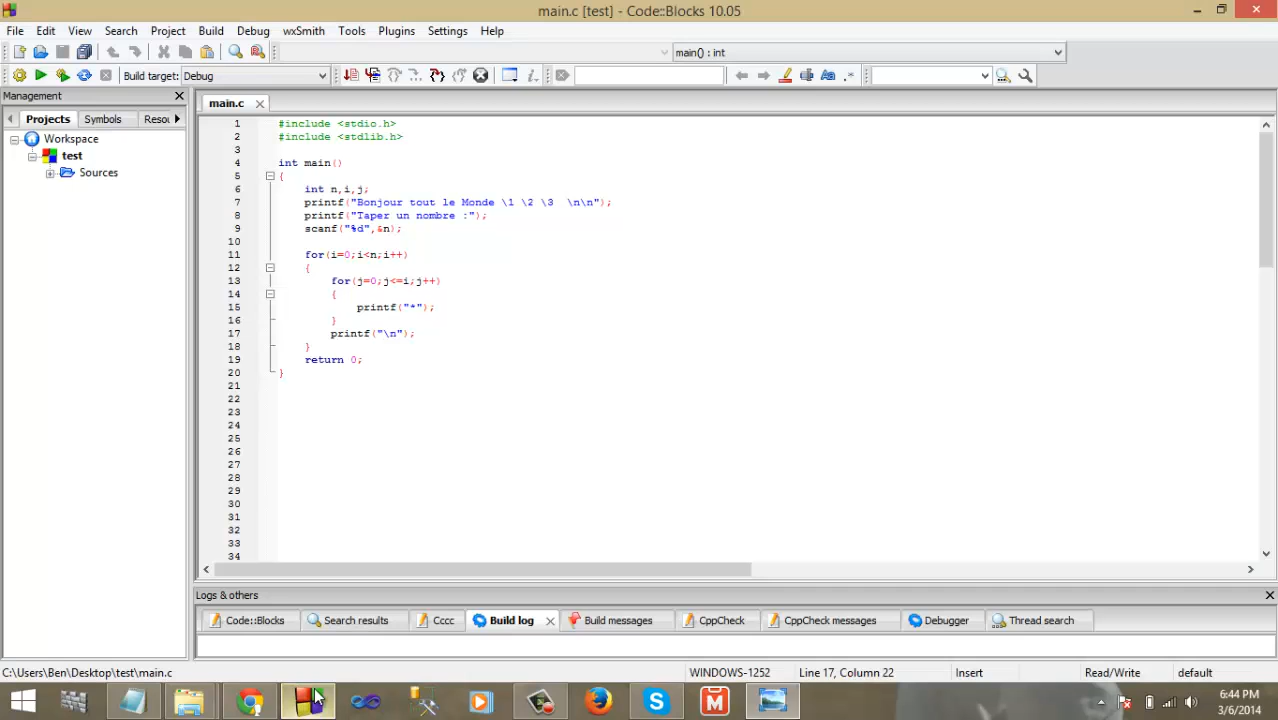 main.c [test] - Code::Blocks 10.05
File Edit View Search Project Build Debug wxSmith Tools Plugins Settings Help
main() : int
Build target: Debug
Management
main.c
Projects Symbols Resou
Workspace
test
Sources
1 #include <stdio.h>
2 #include <stdlib.h>
3
4 int main()
5 {
6 int n,i,j;
7 printf("Bonjour tout le Monde \1 \2 \3  \n\n");
8 printf("Taper un nombre :");
9 scanf("%d",&n);
10
11 for(i=0;i<n;i++)
12 {
13 for(j=0;j<=i;j++)
14 {
15 printf("*");
16 }
17 printf("\n");
18 }
19 return 0;
20 }
21
22
23
24
25
26
27
28
29
30
31
32
33
34
Logs & others
Code::Blocks Search results Cccc Build log Build messages CppCheck CppCheck messages Debugger Thread search
C:\Users\Ben\Desktop\test\main.c WINDOWS-1252 Line 17, Column 22 Insert Read/Write default
6:44 PM
3/6/2014